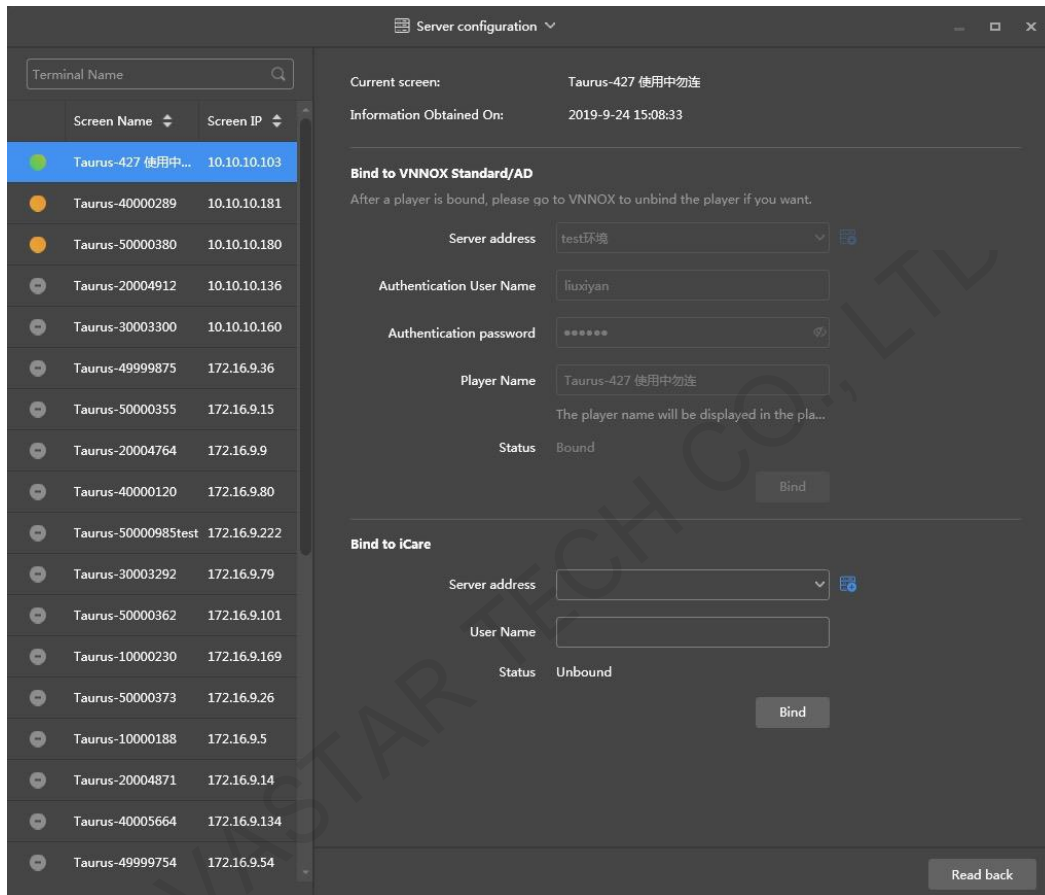 Server configuration
Terminal Name
Screen Name Screen IP
Taurus-427 使用中... 10.10.10.103
Taurus-40000289 10.10.10.181
Taurus-50000380 10.10.10.180
Taurus-20004912 10.10.10.136
Taurus-30003300 10.10.10.160
Taurus-49999875 172.16.9.36
Taurus-50000355 172.16.9.15
Taurus-20004764 172.16.9.9
Taurus-40000120 172.16.9.80
Taurus-50000985test 172.16.9.222
Taurus-30003292 172.16.9.79
Taurus-50000362 172.16.9.101
Taurus-10000230 172.16.9.169
Taurus-50000373 172.16.9.26
Taurus-10000188 172.16.9.5
Taurus-20004871 172.16.9.14
Taurus-40005664 172.16.9.134
Taurus-49999754 172.16.9.54
Current screen: Taurus-427 使用中勿连
Information Obtained On: 2019-9-24 15:08:33
Bind to VNNOX Standard/AD
After a player is bound, please go to VNNOX to unbind the player if you want.
Server address test环境
Authentication User Name liuxiyan
Authentication password ••••••
Player Name Taurus-427 使用中勿连
The player name will be displayed in the pla...
Status Bound
Bind
Bind to iCare
Server address
User Name
Status Unbound
Bind
Read back
VASTAR TECH CO., LTD